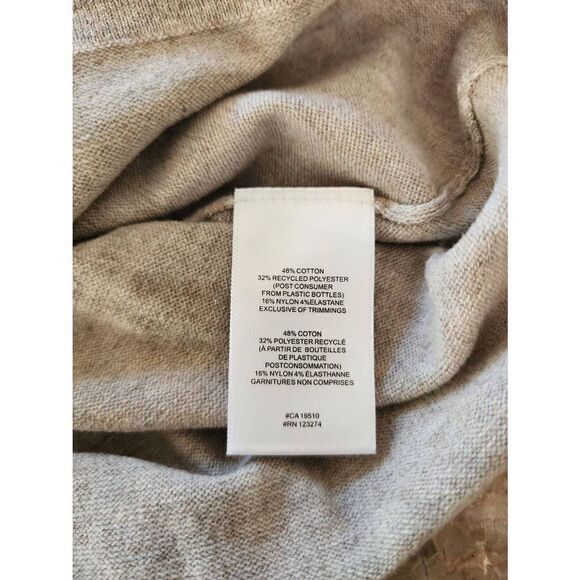 48% COTTON
32% RECYCLED POLYESTER
(POST CONSUMER
FROM PLASTIC BOTTLES)
16% NYLON 4%ELASTANE
EXCLUSIVE OF TRIMMINGS
48% COTON
32% POLYESTER RECYCLÉ
(À PARTIR DE BOUTEILLES
DE PLASTIQUE
POSTCONSOMMATION)
16% NYLON 4% ÉLASTHANNE
GARNITURES NON COMPRISES
#CA 19510
#RN 123274